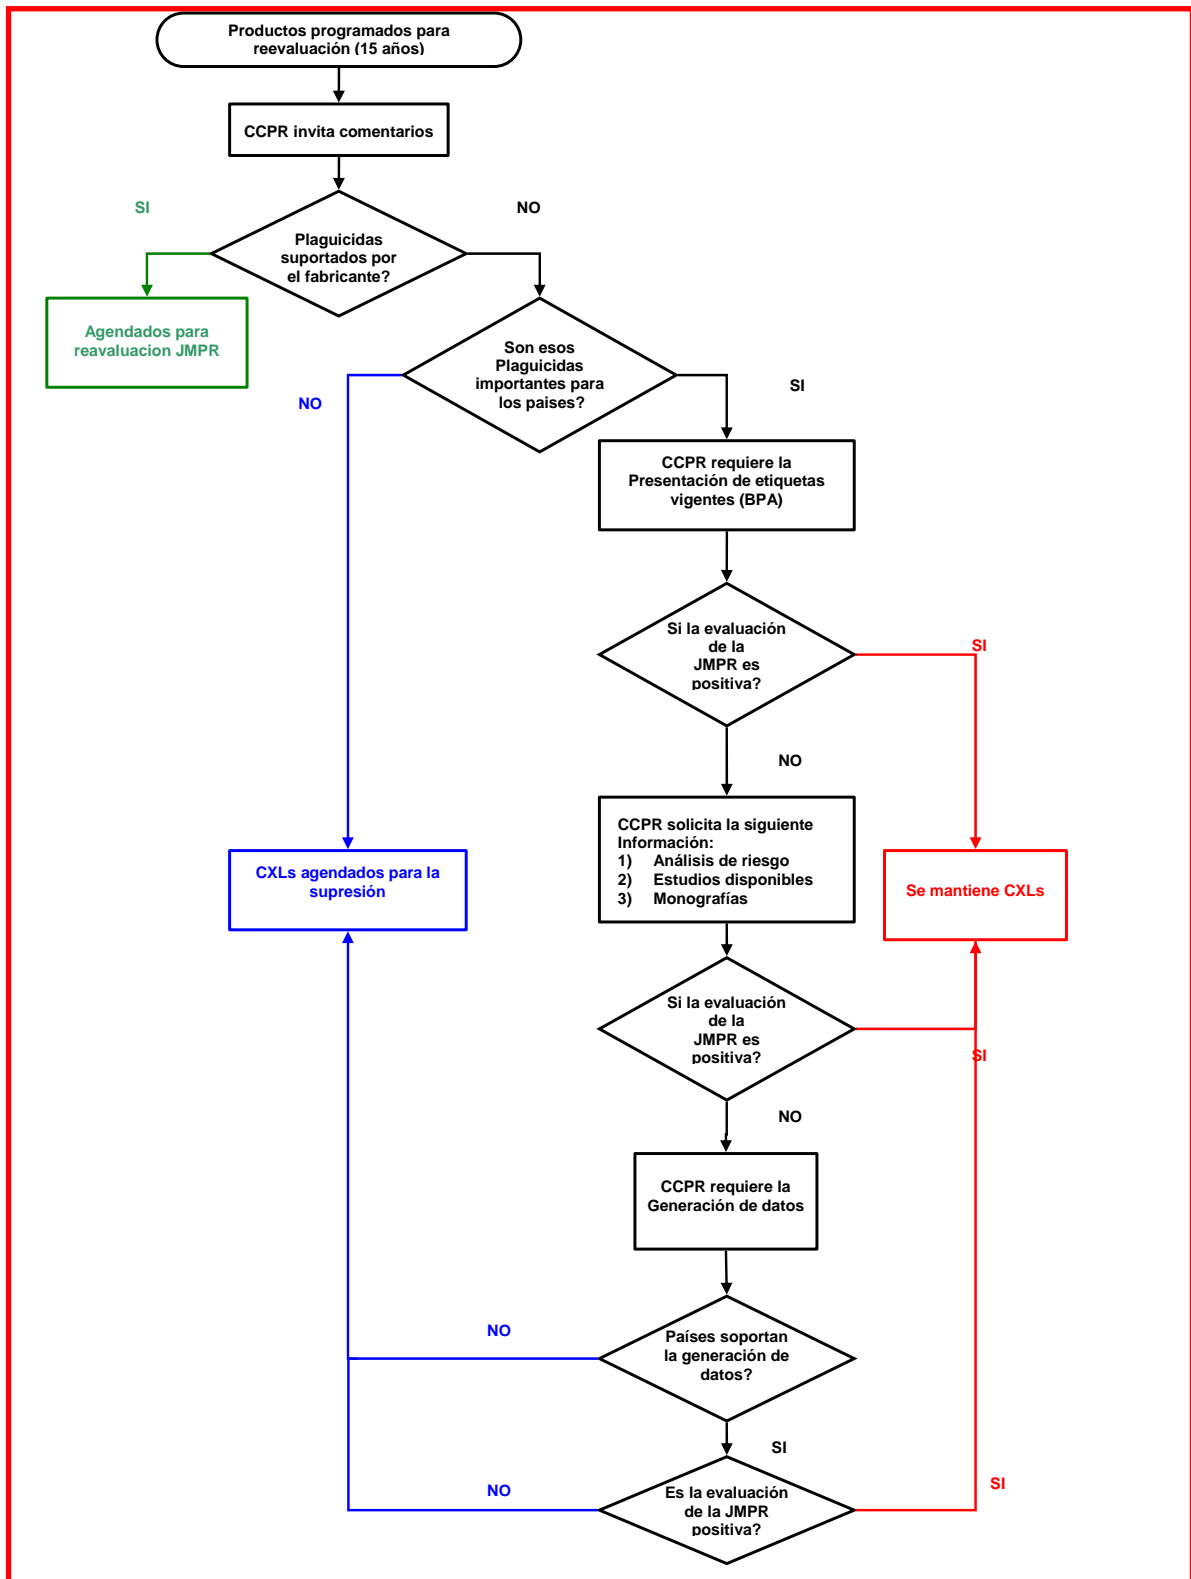 Productos programados para
reevaluación (15 años)
CCPR invita comentarios
SI
NO
Plaguicidas
suportados por
el fabricante?
Agendados para
reavaluacion JMPR
Son esos
Plaguicidas
importantes para
los paises?
NO
SI
CCPR requiere la
Presentación de etiquetas
vigentes (BPA)
Si la evaluación
de la
JMPR es
positiva?
SI
NO
CCPR solicita la siguiente
Información:
1) Análisis de riesgo
2) Estudios disponibles
3) Monografías
CXLs agendados para la
supresión
Se mantiene CXLs
Si la evaluación
de la
JMPR es
positiva?
SI
NO
CCPR requiere la
Generación de datos
NO
Países soportan
la generación de
datos?
SI
NO
Es la evaluación
de la JMPR
positiva?
SI